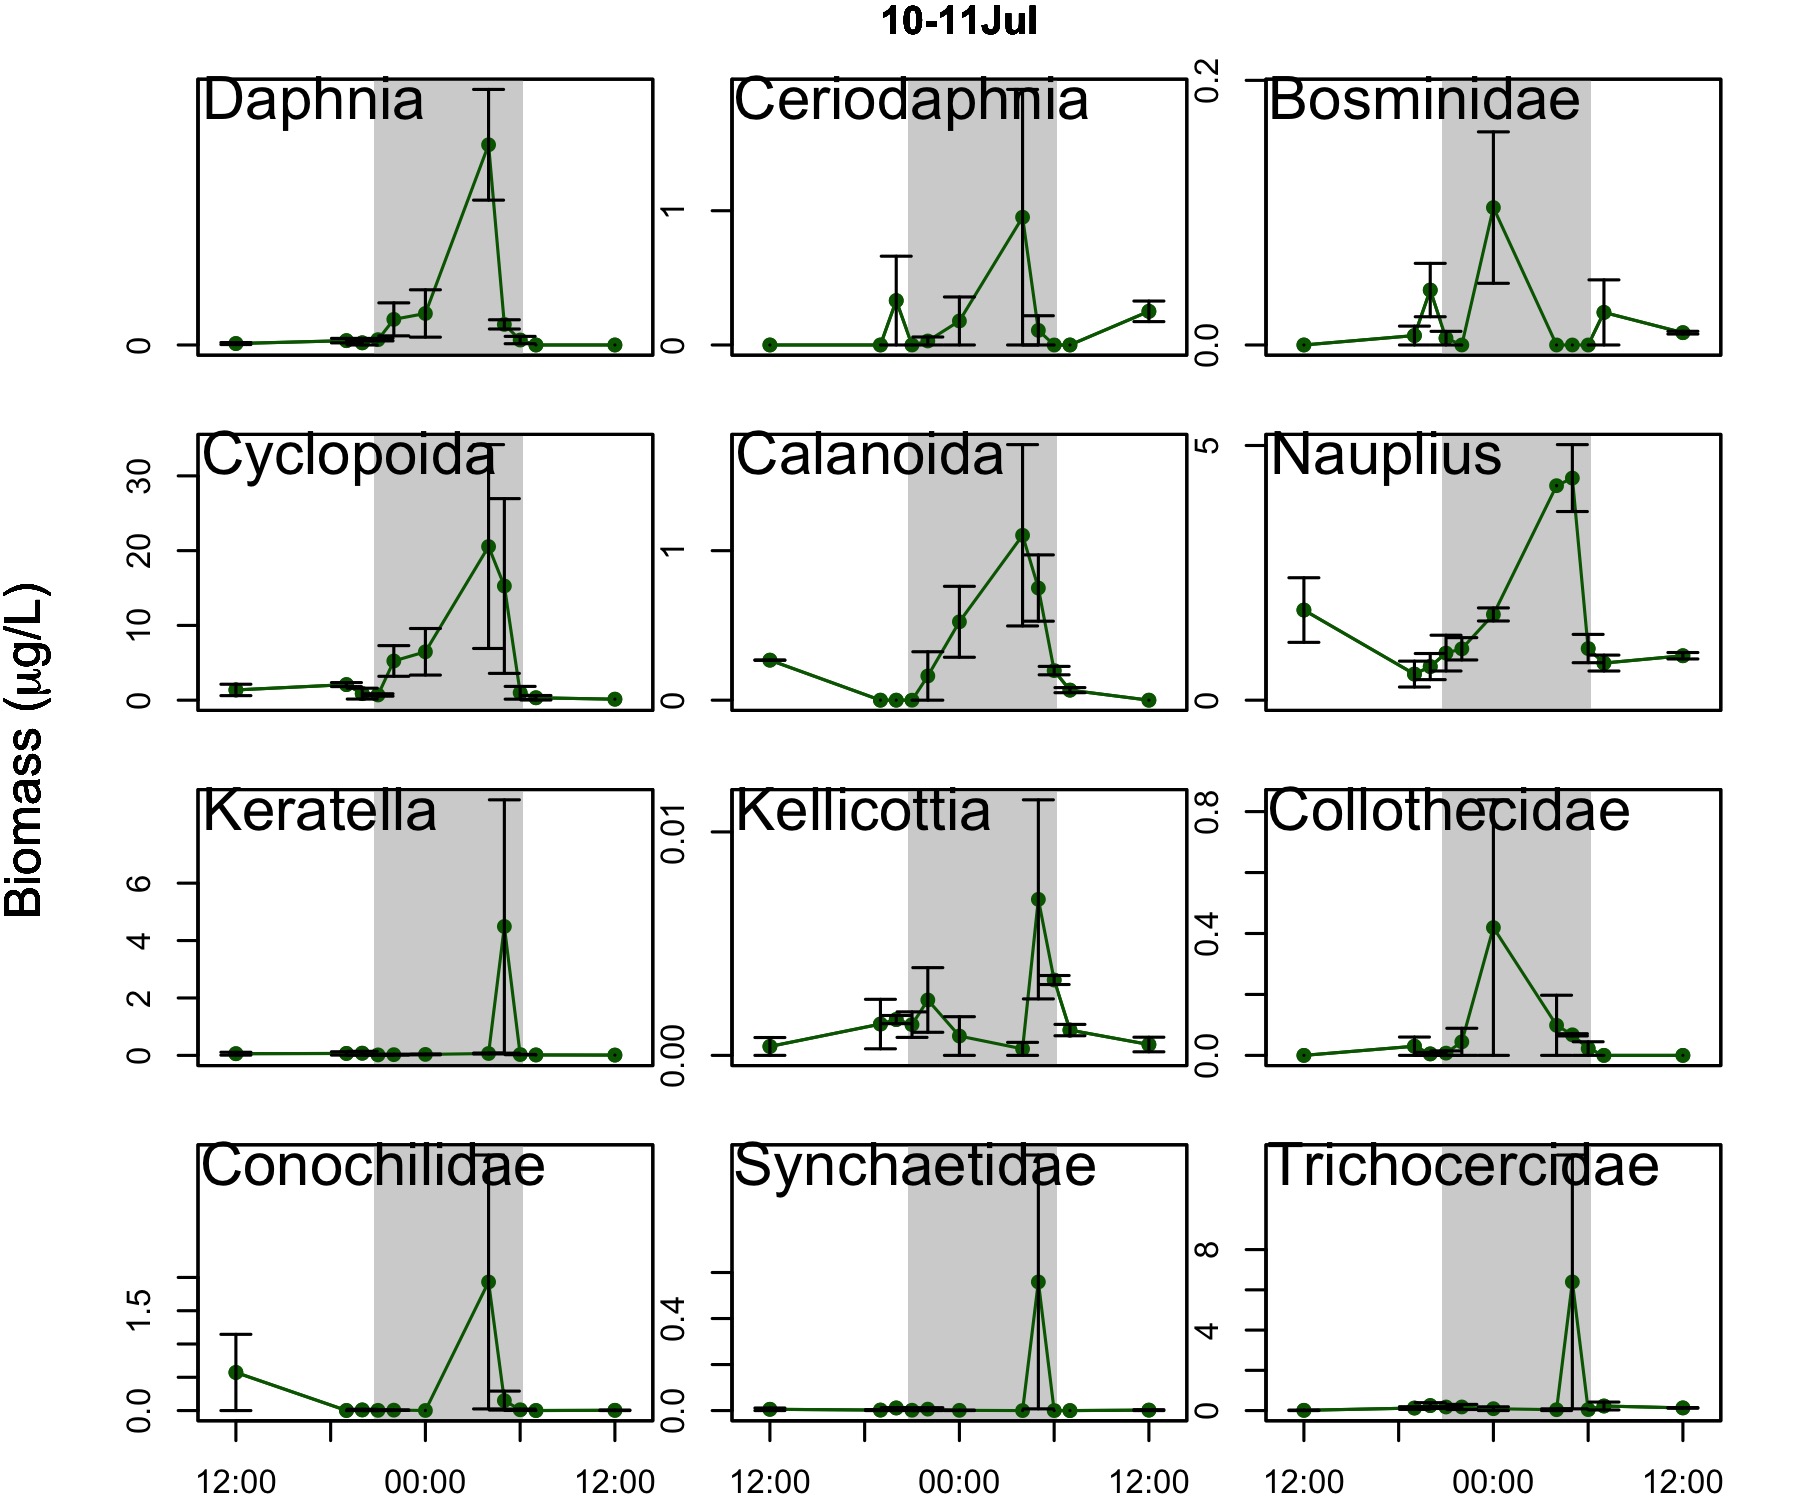 10-11Jul
Biomass (µg/L)
Daphnia
0
Ceriodaphnia
1
0
Bosminidae
0.2
0.0
Cyclopoida
30
20
10
0
Calanoida
1
0
Nauplius
5
0
Keratella
6
4
2
0
Kellicottia
0.01
0.00
Collothecidae
0.8
0.4
0.0
Conochilidae
1.5
0.0
Synchaetidae
0.4
0.0
Trichocercidae
8
4
0
12:00 00:00 12:00
12:00 00:00 12:00
12:00 00:00 12:00